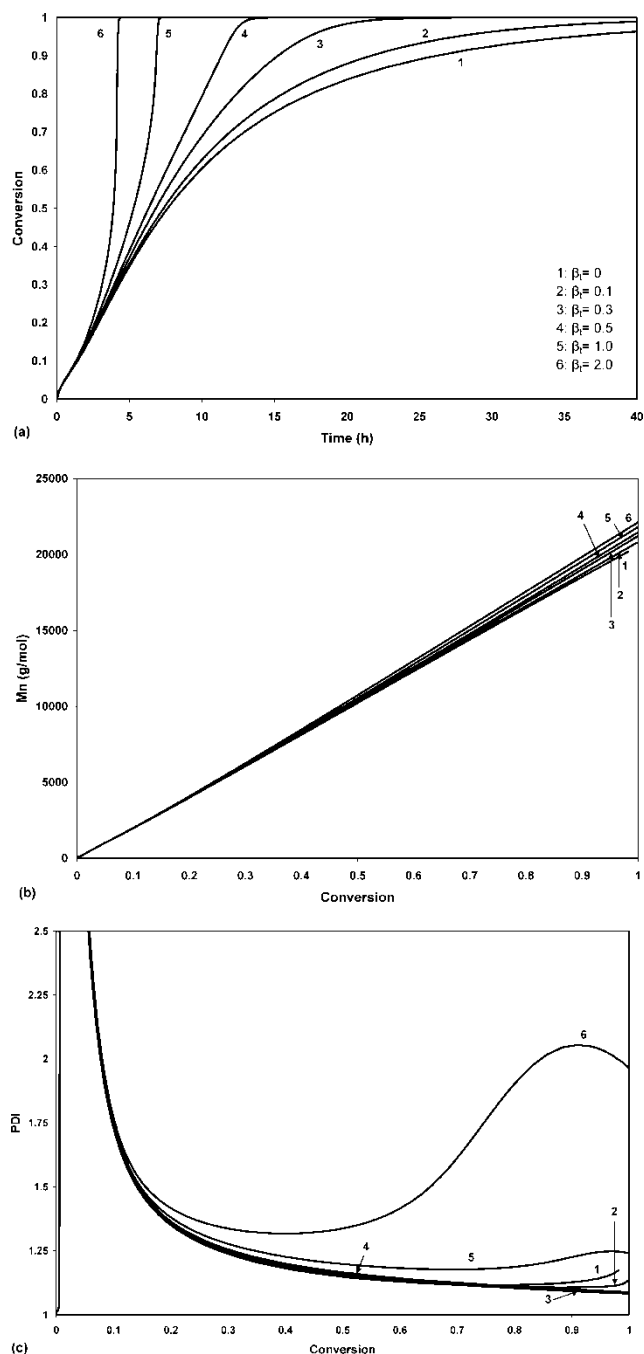 1
0.9
0.8
0.7
0.6
0.5
0.4
0.3
0.2
0.1
0
Conversion
6 5 4 3 2 1
1: βt= 0
2: βt= 0.1
3: βt= 0.3
4: βt= 0.5
5: βt= 1.0
6: βt= 2.0
0 5 10 15 20 25 30 35 40
(a) Time (h)
25000
20000
15000
10000
5000
0
Mn (g/mol)
4 5 6
1
2
3
0 0.1 0.2 0.3 0.4 0.5 0.6 0.7 0.8 0.9 1
(b) Conversion
2.5
2.25
2
1.75
1.5
1.25
1
PDI
6
2
4 5
1
3
0 0.1 0.2 0.3 0.4 0.5 0.6 0.7 0.8 0.9 1
(c) Conversion